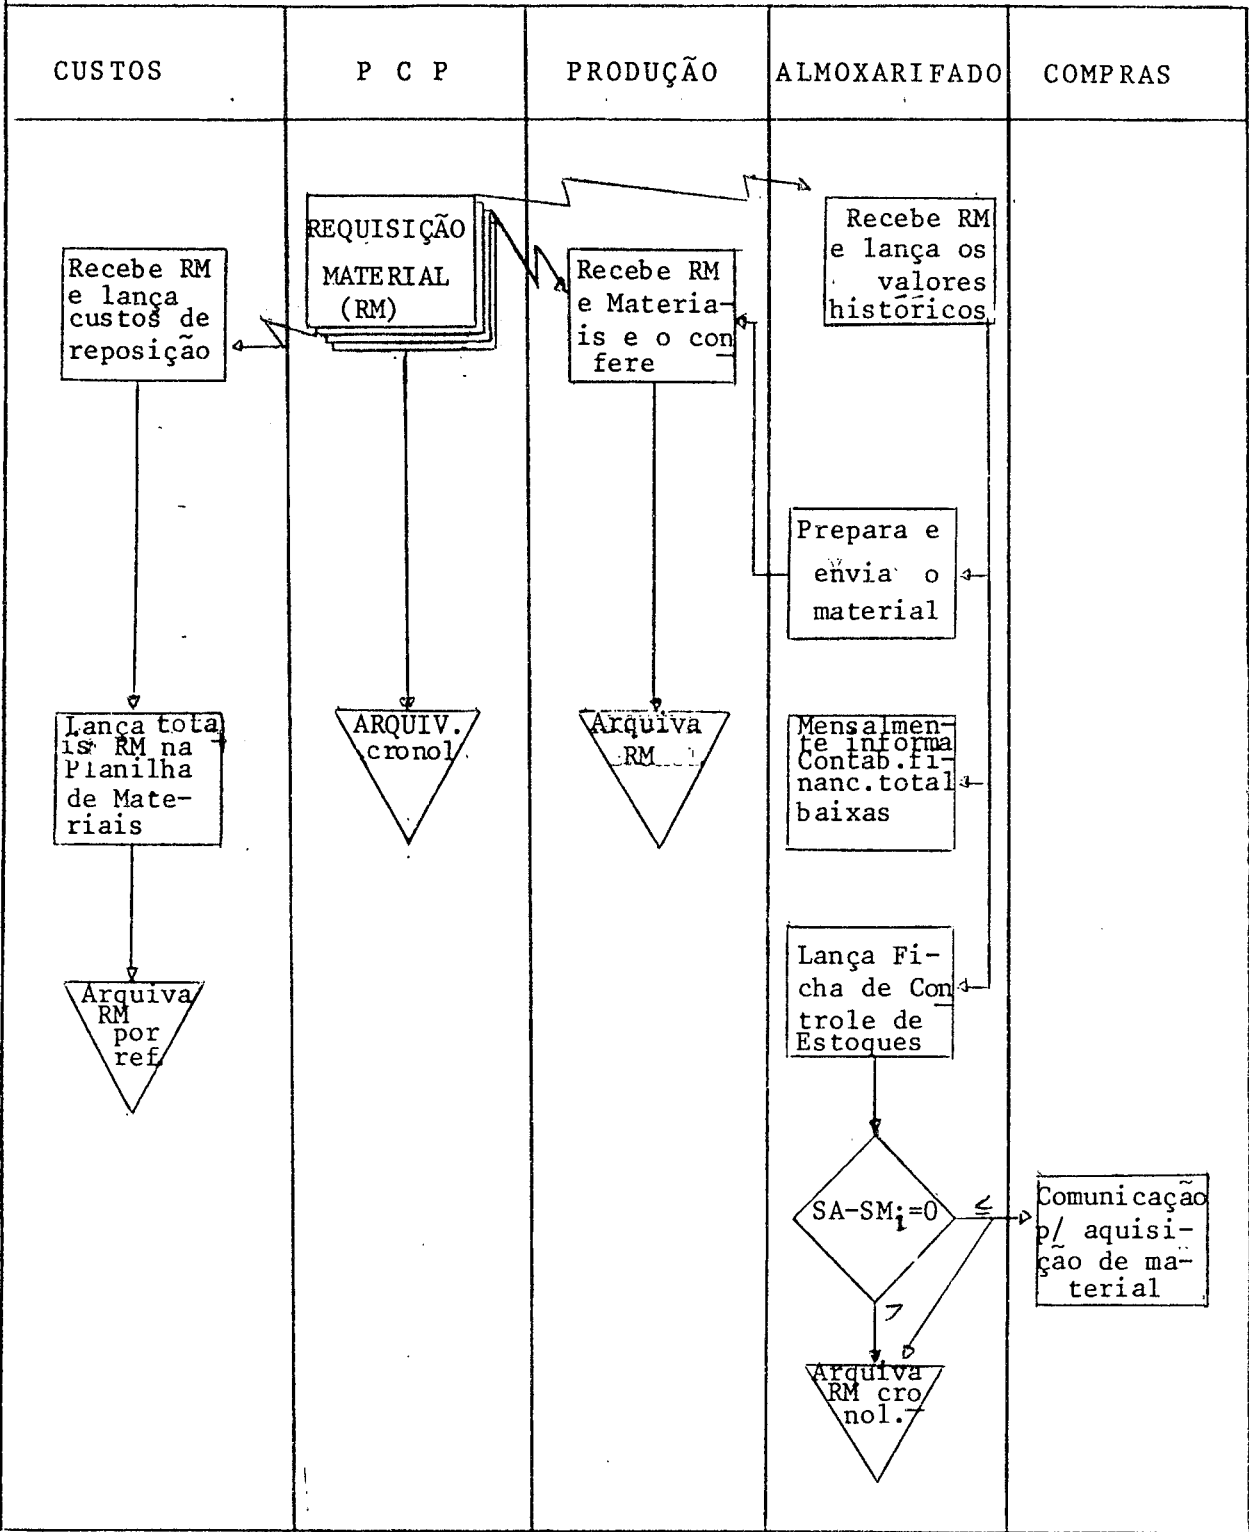 CUSTOS
P C P
PRODUÇÃO
ALMOXARIFADO
COMPRAS
REQUISIÇÃO
MATERIAL
(RM)
Recebe RM
e lança
custos de
reposição
Recebe RM
e Materia-
is e o con
fere
Recebe RM
e lança os
valores
históricos
Prepara e
envia o
material
Lança tota
is RM na
Planilha
de Mate-
riais
ARQUIV.
cronol
Arquiva
RM
Mensalmen-
te informa
Contab.fi-
nanc.total
baixas
Lança Fi-
cha de Con
trole de
Estoques
Arquiva
RM
por
ref.
SA-SMi=0
≤
Comunicação
p/ aquisi-
ção de ma-
terial
>
Arquiva
RM cro
nol.